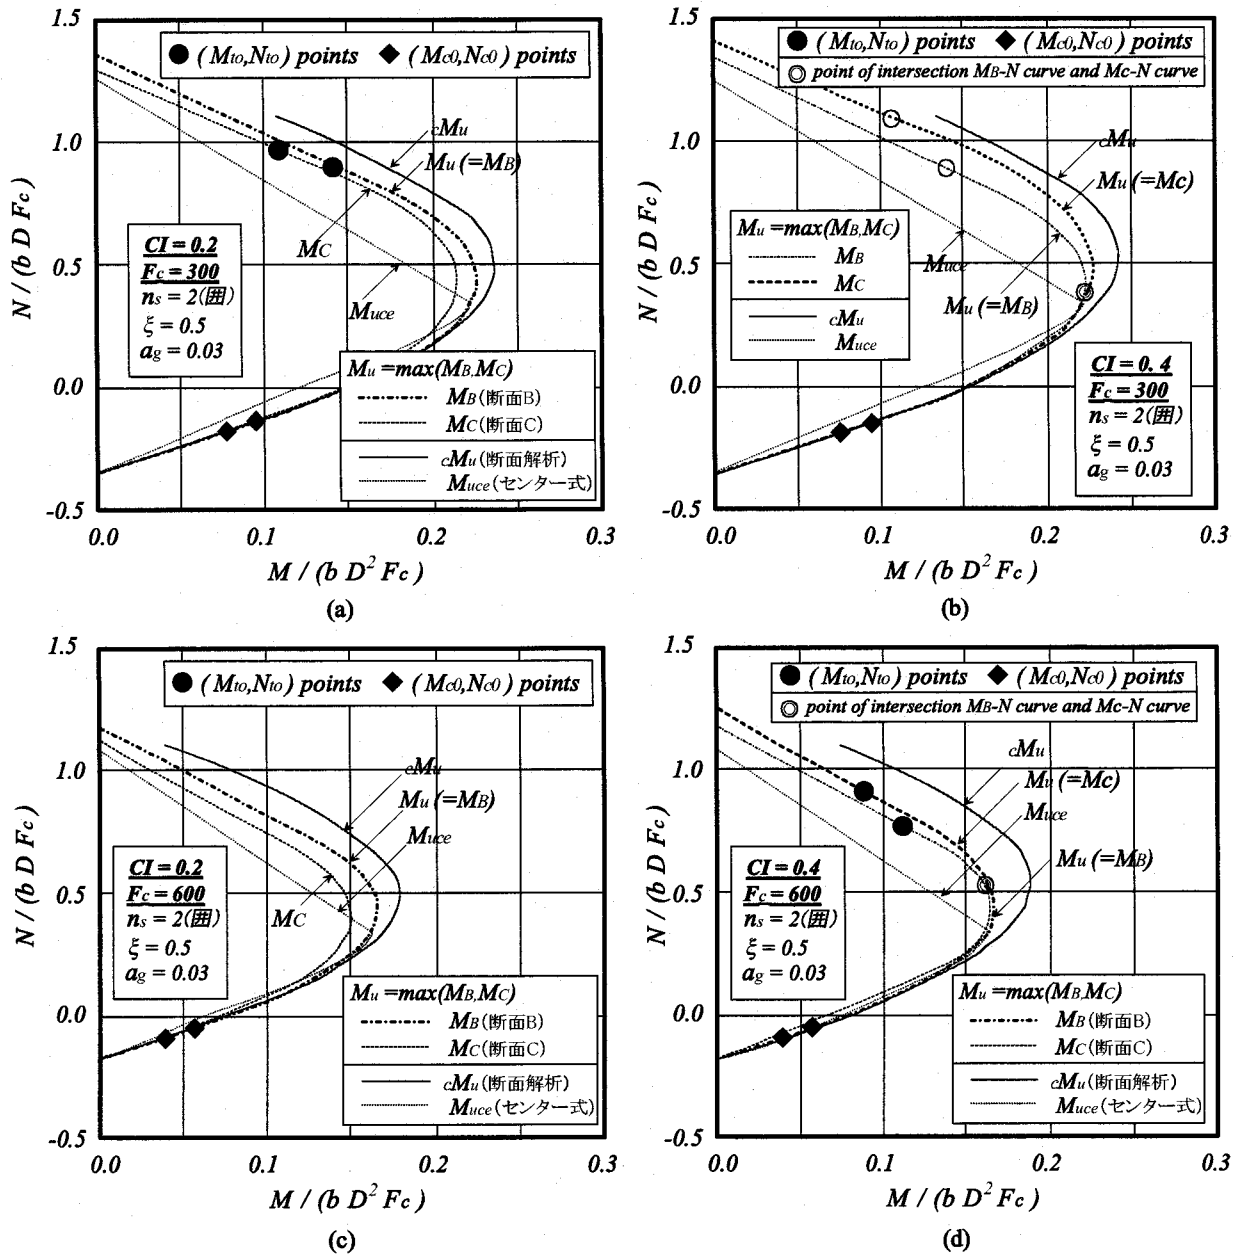 1.5
(Mto,Nto) points (Mc0,Nc0) points
cMu
1.0
Mu (=MB)
MC
CI = 0.2
Fc = 300
ns = 2(囲)
ξ = 0.5
ag = 0.03
0.5
Muce
N / (b D Fc)
Mu =max(MB,MC)
MB (断面B)
MC (断面C)
cMu (断面解析)
Muce (センター式)
0.0
-0.5
0.0 0.1 0.2 0.3
M / (b D² Fc)
(a)
1.5
(Mto,Nto) points (Mc0,Nc0) points
point of intersection MB-N curve and Mc-N curve
1.0
cMu
Mu (=Mc)
Mu =max(MB,MC)
MB
MC
cMu
Muce
Muce
0.5
Mu (=MB)
N / (b D Fc)
0.0
CI = 0. 4
Fc = 300
ns = 2(囲)
ξ = 0.5
ag = 0.03
-0.5
0.0 0.1 0.2 0.3
M / (b D² Fc)
(b)
1.5
(Mto,Nto) points (Mc0,Nc0) points
cMu
1.0
Mu (=MB)
Muce
CI = 0.2
Fc = 600
ns = 2(囲)
ξ = 0.5
ag = 0.03
MC
0.5
N / (b D Fc)
Mu =max(MB,MC)
MB (断面B)
MC (断面C)
cMu (断面解析)
Muce (センター式)
0.0
-0.5
0.0 0.1 0.2 0.3
M / (b D² Fc)
(c)
1.5
(Mto,Nto) points (Mc0,Nc0) points
point of intersection MB-N curve and Mc-N curve
cMu
1.0
Mu (=Mc)
Muce
Mu (=MB)
CI = 0.4
Fc = 600
ns = 2(囲)
ξ = 0.5
ag = 0.03
0.5
N / (b D Fc)
Mu =max(MB,MC)
MB (断面B)
MC (断面C)
cMu (断面解析)
Muce (センター式)
0.0
-0.5
0.0 0.1 0.2 0.3
M / (b D² Fc)
(d)